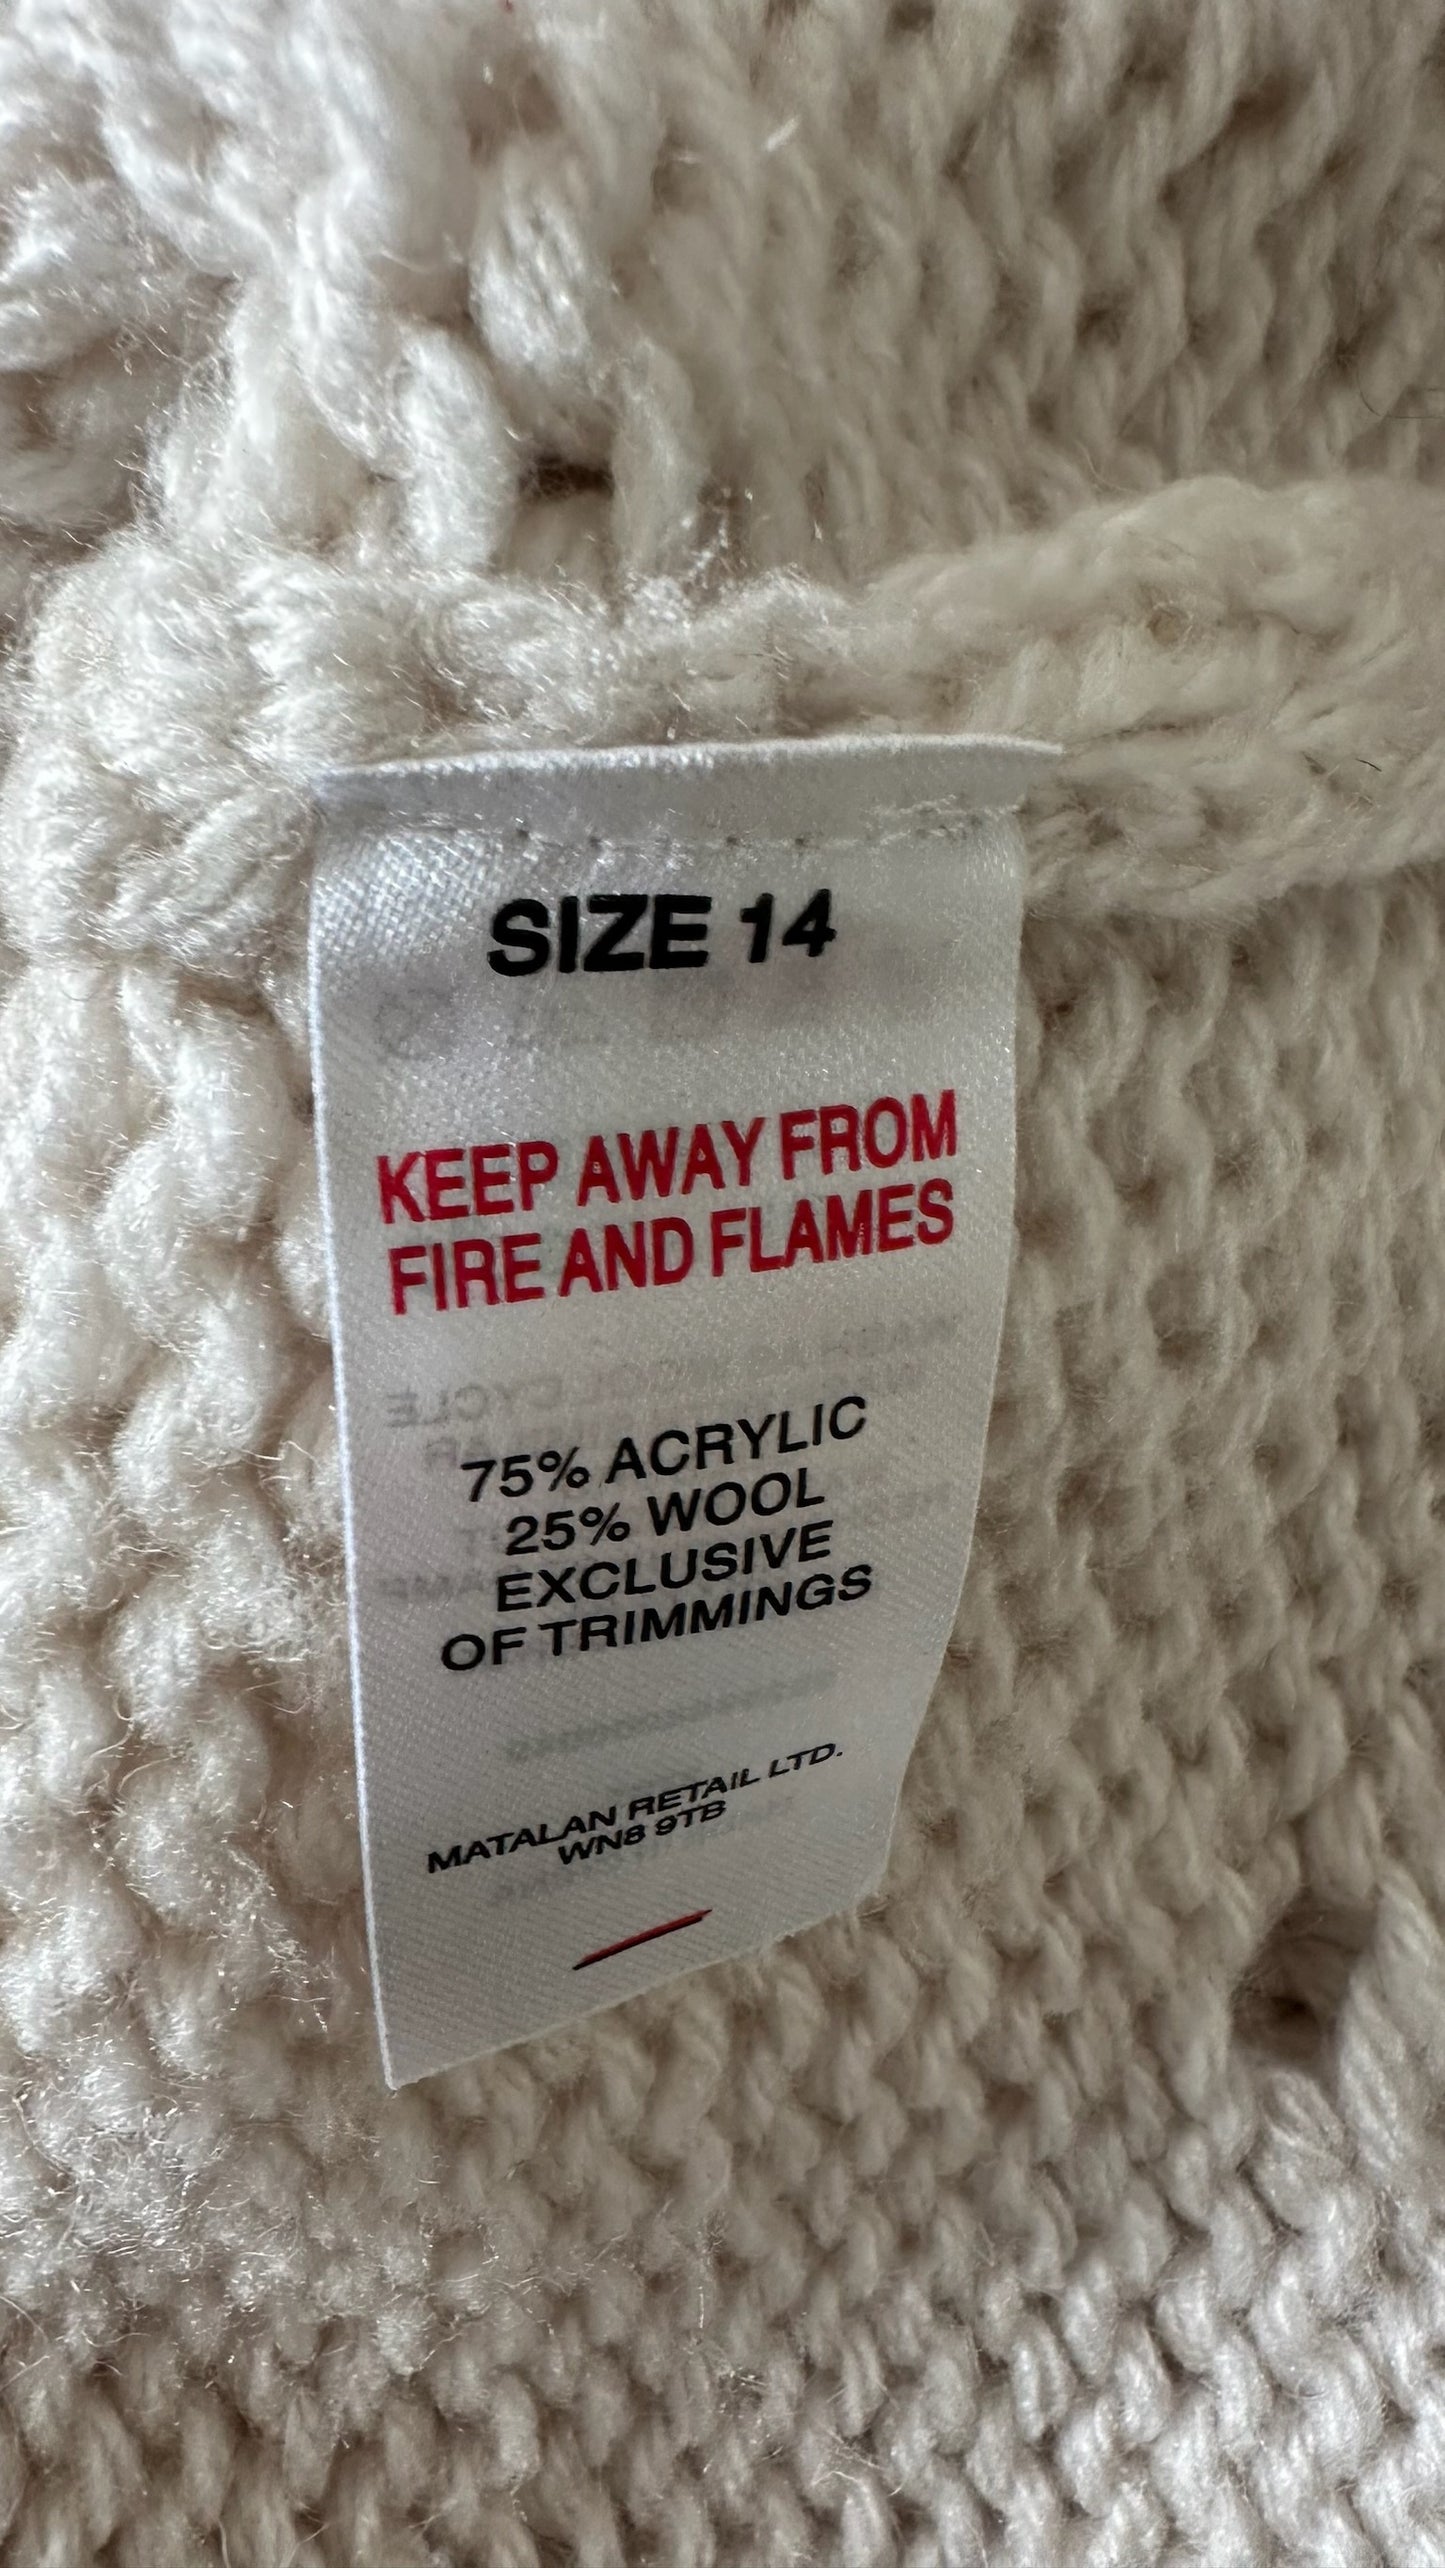 SIZE 14
KEEP AWAY FROM
FIRE AND FLAMES
75% ACRYLIC
25% WOOL
EXCLUSIVE
OF TRIMMINGS
MATALAN RETAIL LTD.
WN8 9TB